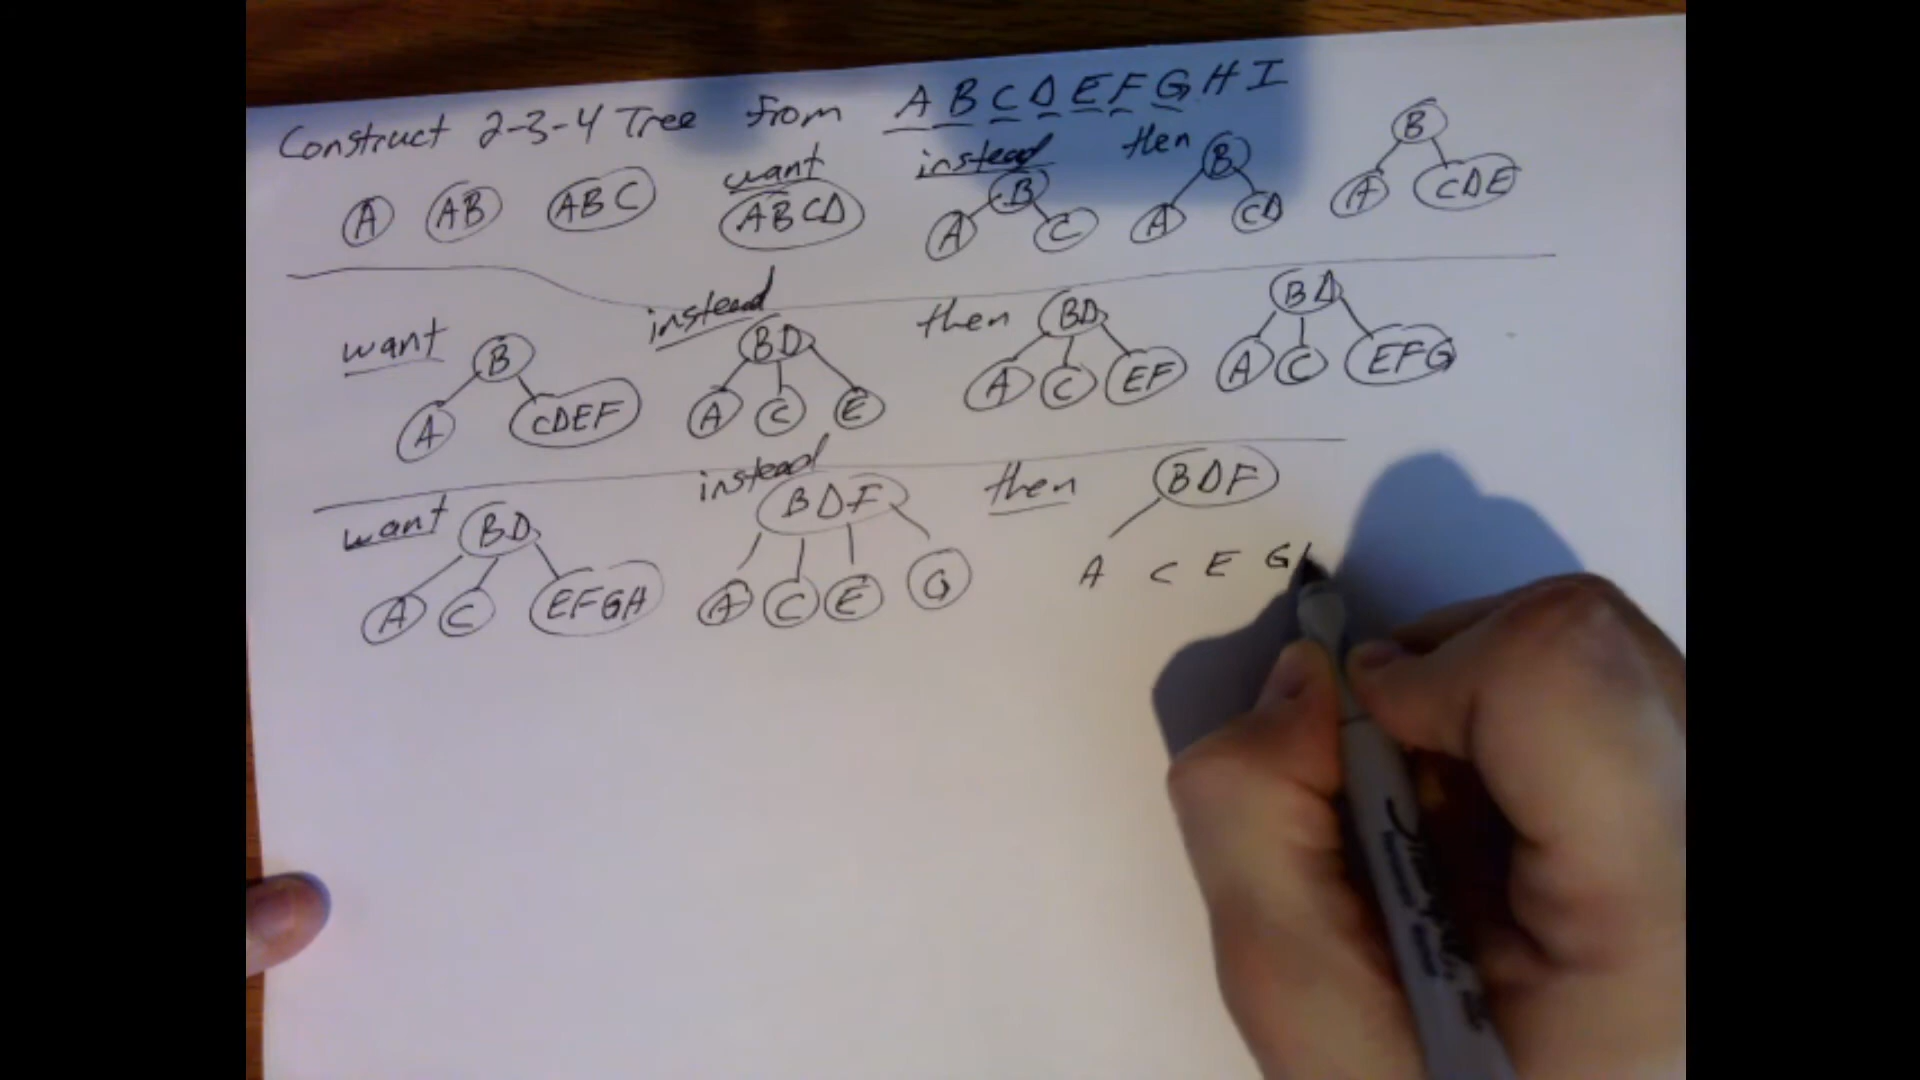 Construct 2-3-4 Tree from A B C D E F G H I
want instead then
A AB ABC ABCD
B
A C
B
A CD
B
A CDE
want instead then
B
A CDEF
BD
A C E
BD
A C EF
BD
A C EFG
want instead then
BD
A C EFGH
BDF
A C E G
BDF
A C E G